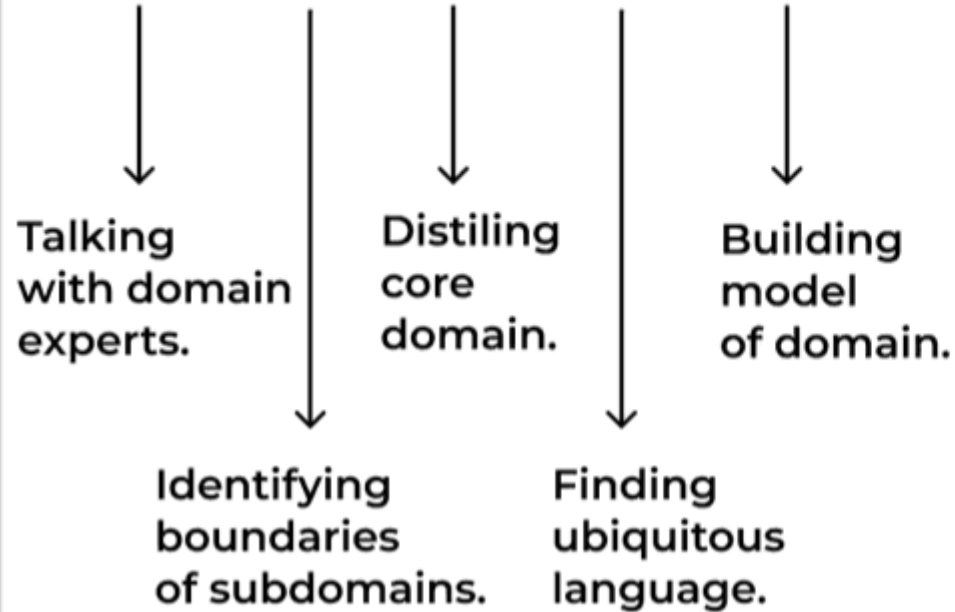 Talking
with domain
experts.
Identifying
boundaries
of subdomains.
Distiling
core
domain.
Finding
ubiquitous
language.
Building
model
of domain.